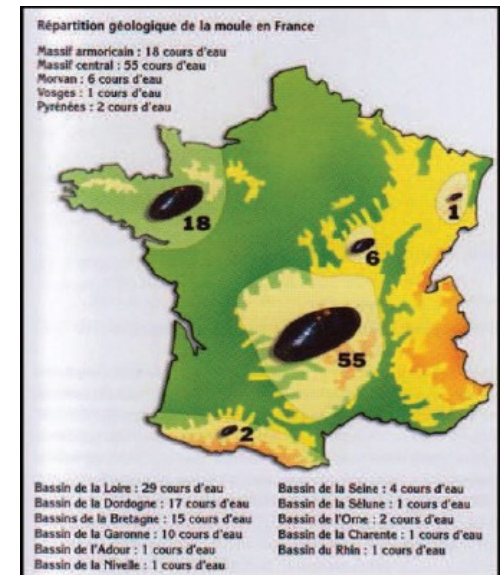 Répartition géologique de la moule en France
Massif armoricain : 18 cours d'eau
Massif central : 55 cours d'eau
Morvan : 6 cours d'eau
Vosges : 1 cours d'eau
Pyrénées : 2 cours d'eau
18
1
6
55
2
Bassin de la Loire : 29 cours d'eau
Bassin de la Dordogne : 17 cours d'eau
Bassins de la Bretagne : 15 cours d'eau
Bassin de la Garonne : 10 cours d'eau
Bassin de l'Adour : 1 cours d'eau
Bassin de la Nivelle : 1 cours d'eau
Bassin de la Seine : 4 cours d'eau
Bassin de la Sélune : 1 cours d'eau
Bassin de l'Orne : 2 cours d'eau
Bassin de la Charente : 1 cours d'eau
Bassin du Rhin : 1 cours d'eau